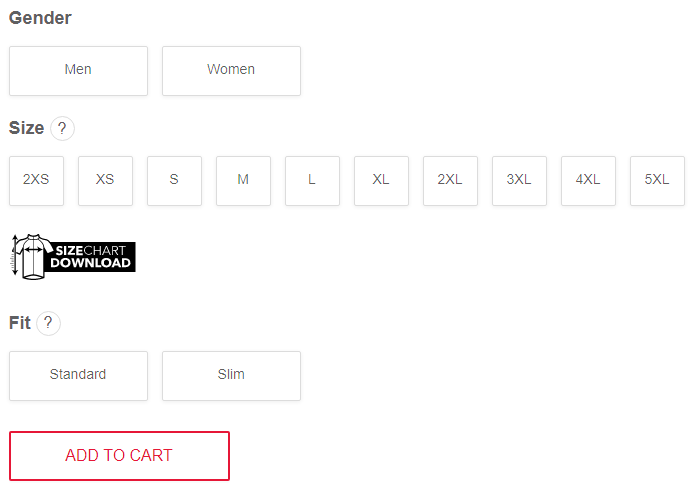 Gender
Men Women
Size ?
2XS XS S M L XL 2XL 3XL 4XL 5XL
SIZECHART
DOWNLOAD
Fit ?
Standard Slim
ADD TO CART